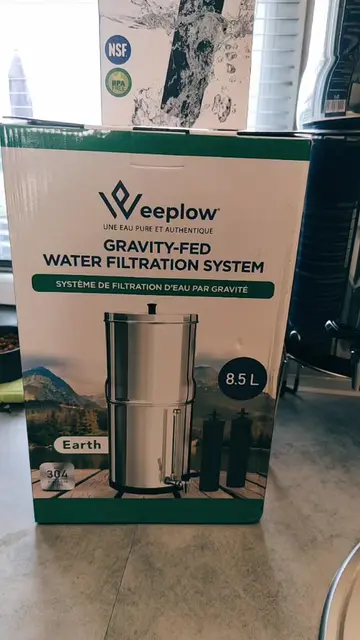 NSF
BPA
Weeplow
UNE EAU PURE ET AUTHENTIQUE
GRAVITY-FED
WATER FILTRATION SYSTEM
SYSTÈME DE FILTRATION D'EAU PAR GRAVITÉ
8.5 L
Earth
304